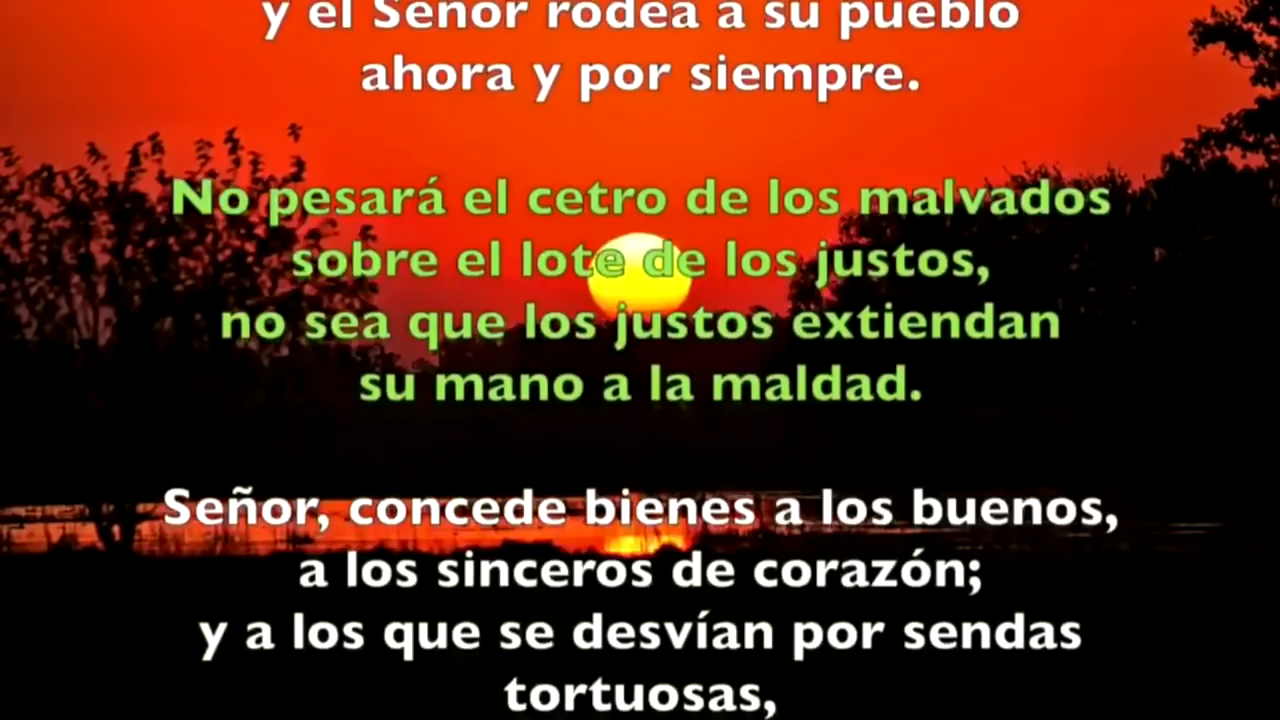 y el Señor rodea a su pueblo
ahora y por siempre.
No pesará el cetro de los malvados
sobre el lote de los justos,
no sea que los justos extiendan
su mano a la maldad.
Señor, concede bienes a los buenos,
a los sinceros de corazón;
y a los que se desvían por sendas
tortuosas,